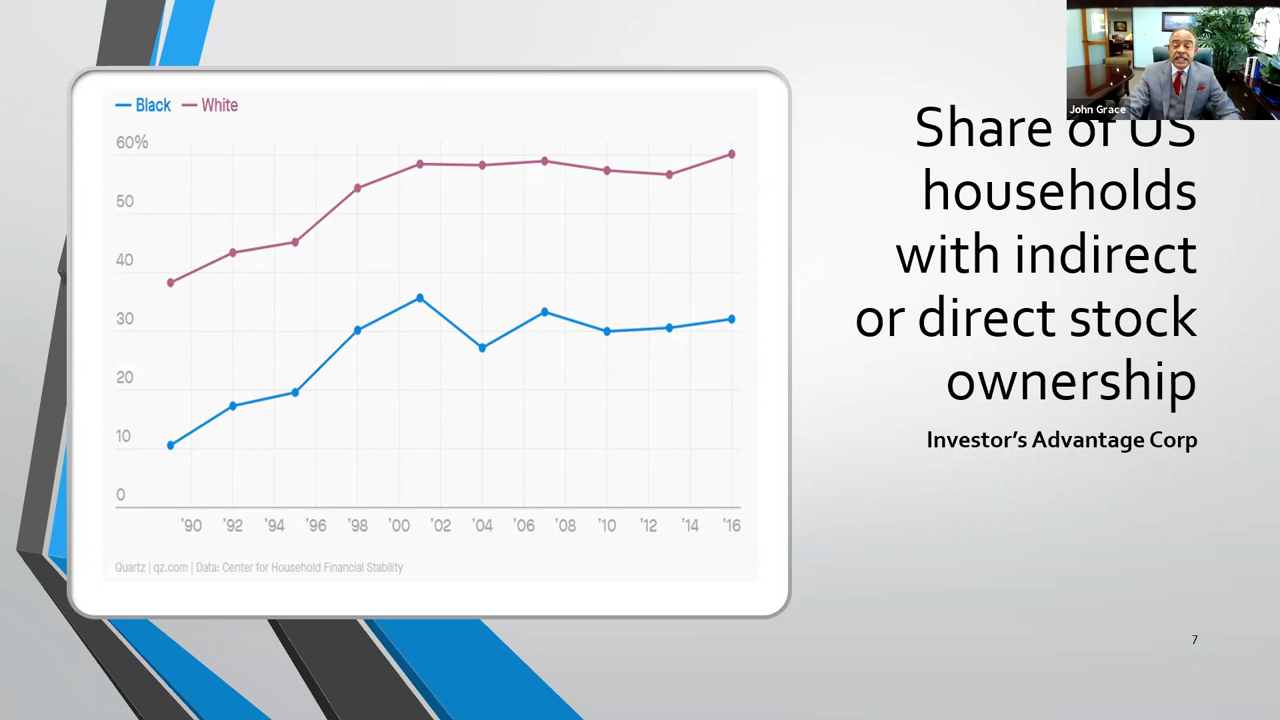 John Grace
Share of US
households
with indirect
or direct stock
ownership
Investor's Advantage Corp
Black White
60%
50
40
30
20
10
0
'90 '92 '94 '96 '98 '00 '02 '04 '06 '08 '10 '12 '14 '16
Quartz | qz.com | Data: Center for Household Financial Stability
7